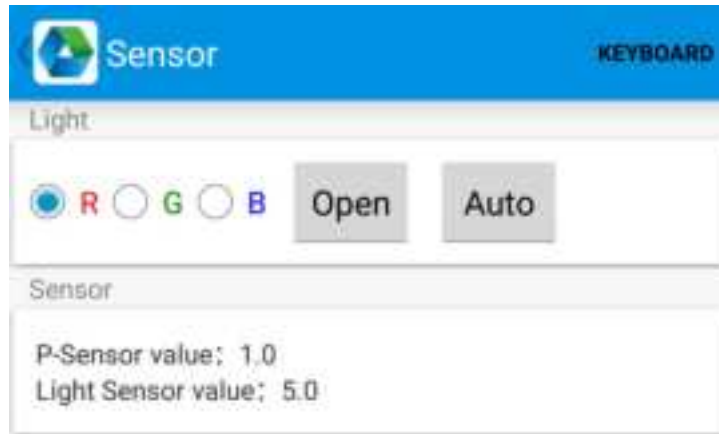 Sensor KEYBOARD
Light
R G B Open Auto
Sensor
P-Sensor value：1.0
Light Sensor value：5.0